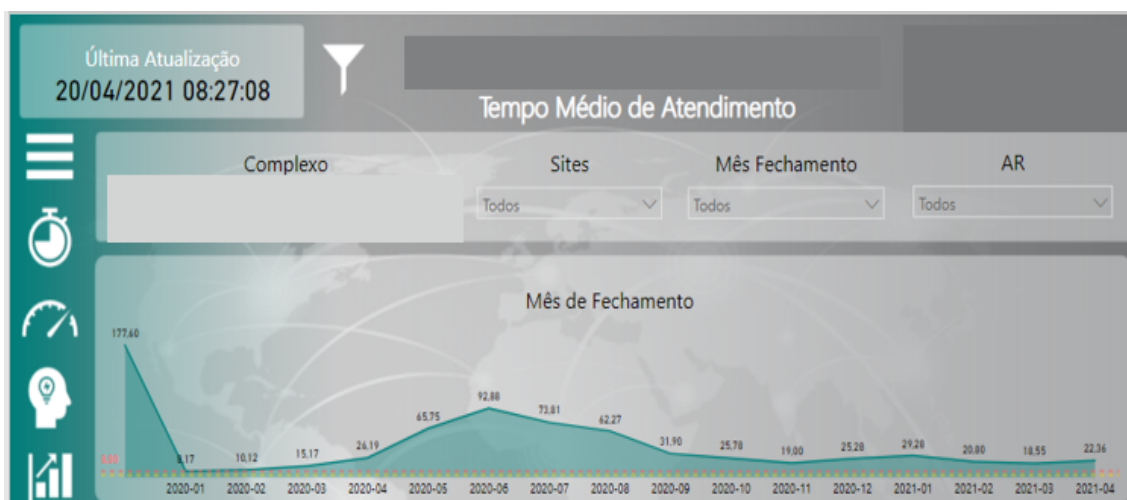 Última Atualização
20/04/2021 08:27:08
Tempo Médio de Atendimento
Complexo Sites Mês Fechamento AR
Todos Todos Todos
Mês de Fechamento
177,60
92,88
65,75 73,81 62,27
0,00 8,17 10,12 15,17 26,19 31,90 25,78 19,00 25,28 29,28 20,80 18,55 22,36
2020-01 2020-02 2020-03 2020-04 2020-05 2020-06 2020-07 2020-08 2020-09 2020-10 2020-11 2020-12 2021-01 2021-02 2021-03 2021-04